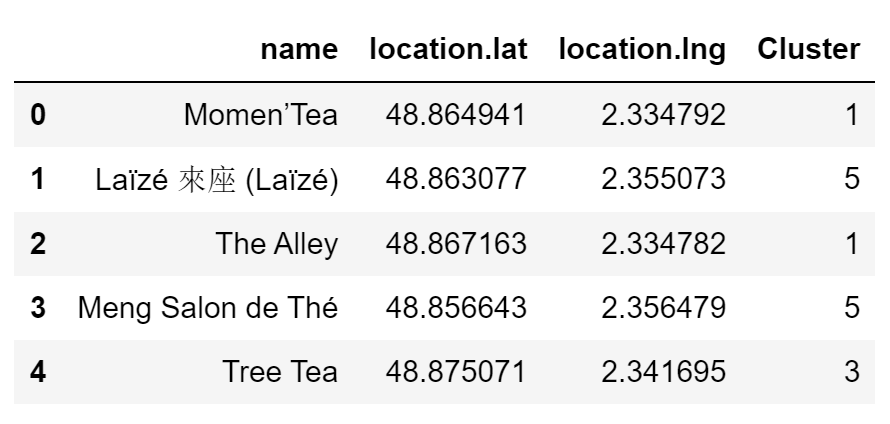 name location.lat location.lng Cluster
0 Momen’Tea 48.864941 2.334792 1
1 Laïzé 來座 (Laïzé) 48.863077 2.355073 5
2 The Alley 48.867163 2.334782 1
3 Meng Salon de Thé 48.856643 2.356479 5
4 Tree Tea 48.875071 2.341695 3